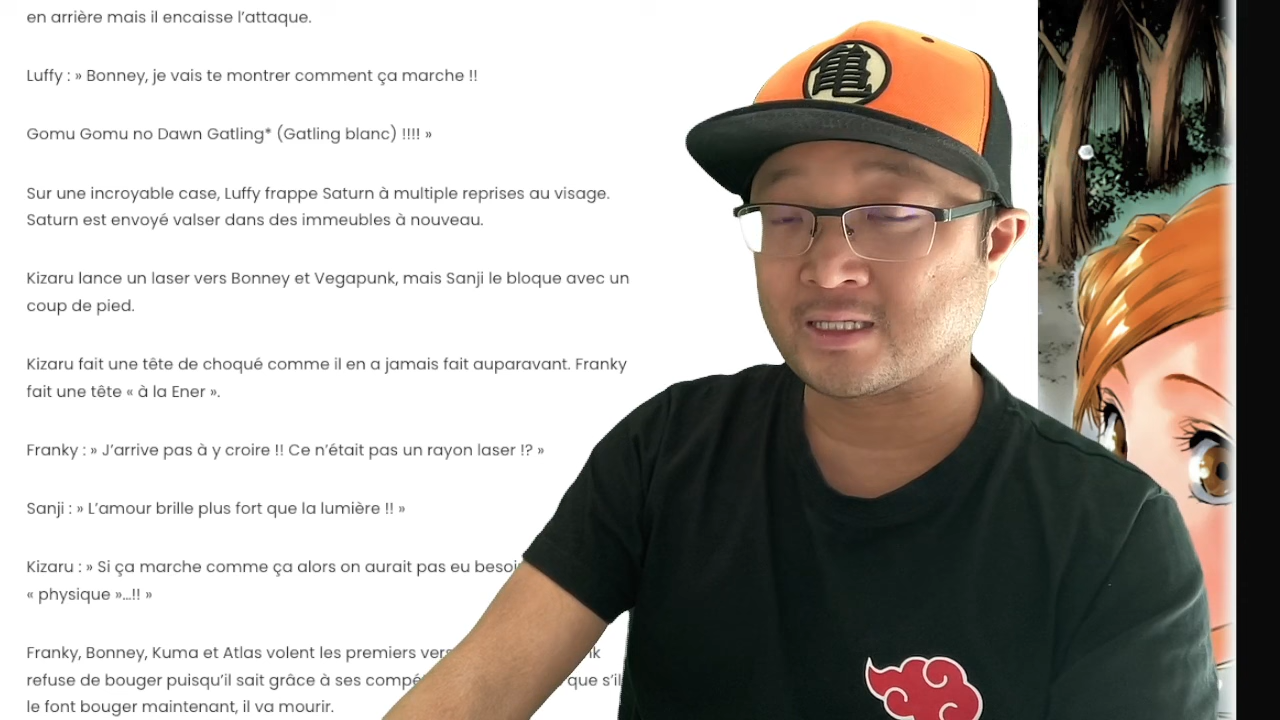 en arrière mais il encaisse l'attaque.
Luffy : » Bonney, je vais te montrer comment ça marche !!
Gomu Gomu no Dawn Gatling* (Gatling blanc) !!!! »
Sur une incroyable case, Luffy frappe Saturn à multiple reprises au visage.
Saturn est envoyé valser dans des immeubles à nouveau.
Kizaru lance un laser vers Bonney et Vegapunk, mais Sanji le bloque avec un
coup de pied.
Kizaru fait une tête de choqué comme il en a jamais fait auparavant. Franky
fait une tête « à la Ener ».
Franky : » J'arrive pas à y croire !! Ce n'était pas un rayon laser !? »
Sanji : » L'amour brille plus fort que la lumière !! »
Kizaru : » Si ça marche comme ça alors on aurait pas eu
« physique »…!! »
Franky, Bonney, Kuma et Atlas volent les premiers
refuse de bouger puisqu'il sait grâce à ses que s'il
le font bouger maintenant, il va mourir.
亀